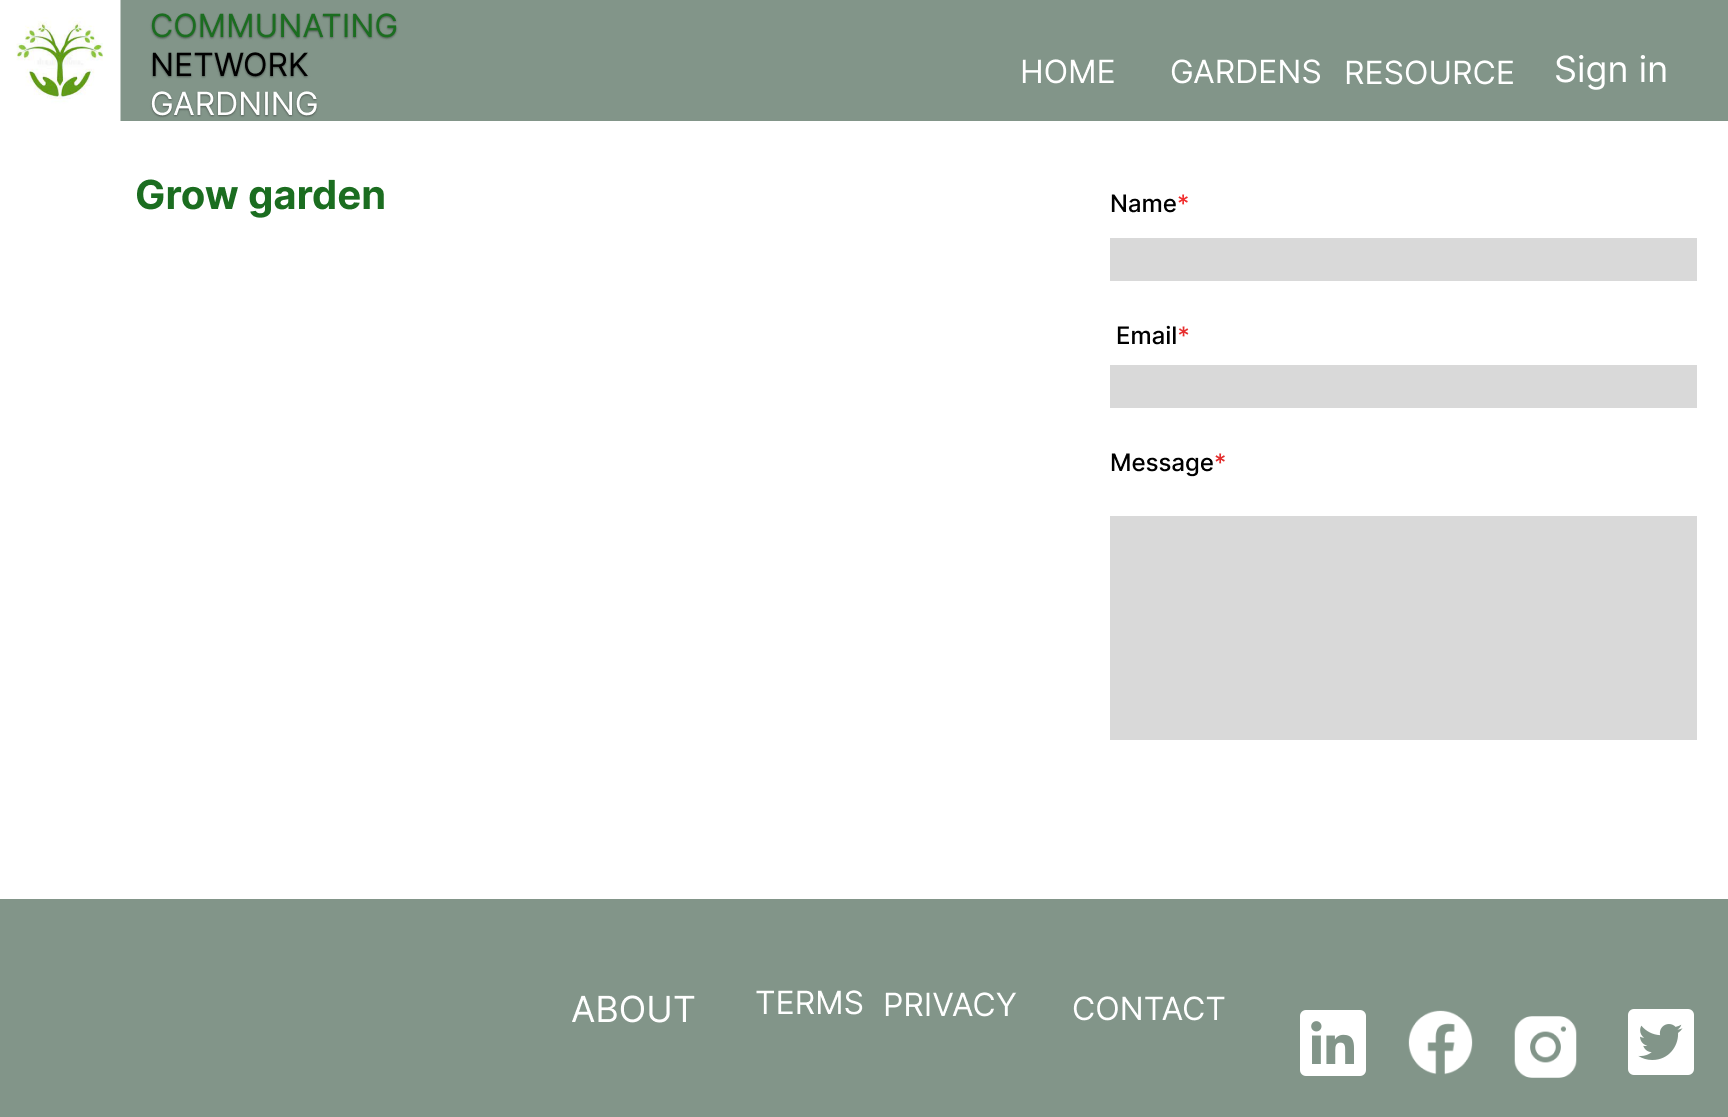 COMMUNATING
NETWORK
GARDNING
HOME
GARDENS
RESOURCE
Sign in
Grow garden
Name*
Email*
Message*
ABOUT
TERMS
PRIVACY
CONTACT